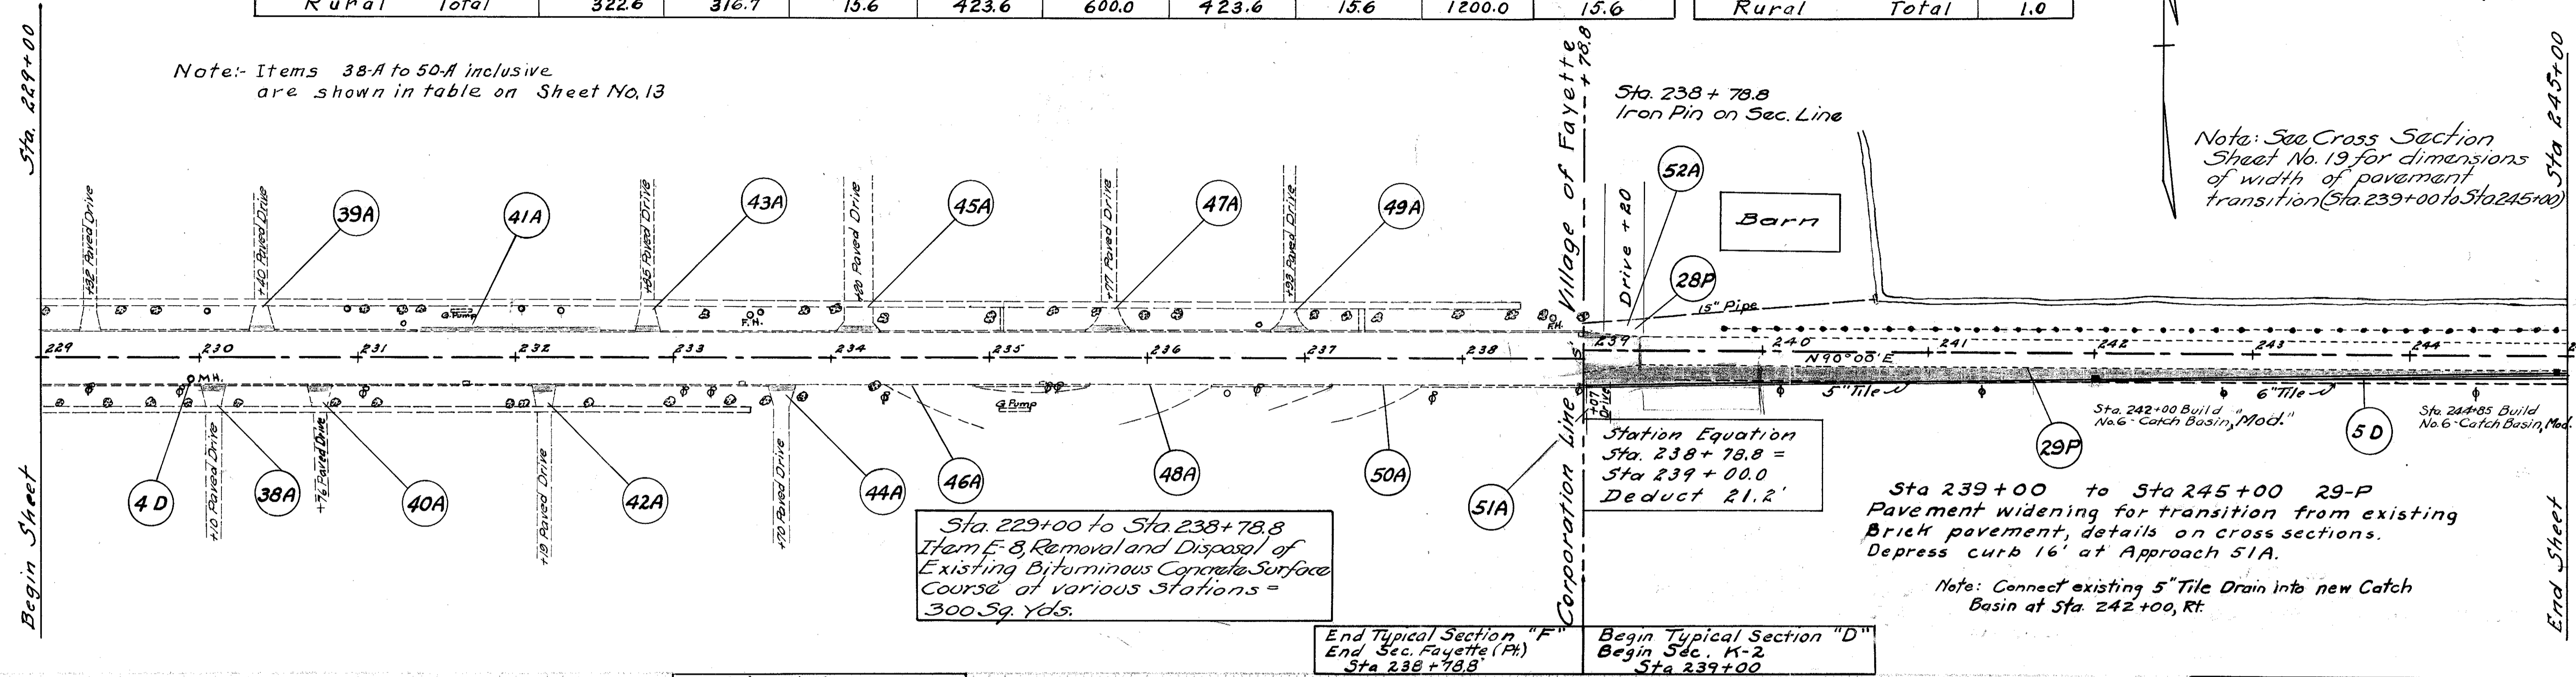 Rural Total 322.6 316.7 15.6 423.6 600.0 423.6 15.6 1200.0 15.6
Rural Total 1.0
Sta. 229+00
Begin Sheet
Note:- Items 38-A to 50-A inclusive
are shown in table on Sheet No. 13
Village of Fayette
+78.8
Corporation Line
Sta. 238 + 78.8
Iron Pin on Sec. Line
Note: See Cross Section
Sheet No. 19 for dimensions
of width of pavement
transition (Sta. 239+00 to Sta 245+00)
Sta 245+00
End Sheet
+32 Paved Drive
+40 Paved Drive
39A
41A
+85 Paved Drive
43A
+20 Paved Drive
45A
+77 Paved Drive
47A
+93 Paved Drive
49A
Drive +20
52A
28P
Barn
15" Pipe
G. Pump
F.H.
F.H.
229 230 231 232 233 234 235 236 237 238 239 240 241 242 243 244
5'
N 90° 00' E
M.H.
G. Pump
+07 Drive
5" Tile
6" Tile
Sta. 242+00 Build
No. 6 - Catch Basin, "Mod."
Sta. 244+85 Build
No. 6 - Catch Basin, Mod.
4 D
+10 Paved Drive
38A
+76 Paved Drive
40A
+19 Paved Drive
42A
+70 Paved Drive
44A
46A
48A
50A
51A
29P
5 D
Station Equation
Sta. 238 + 78.8 =
Sta 239 + 00.0
Deduct 21.2'
Sta 239+00 to Sta 245+00 29-P
Pavement widening for transition from existing
Brick pavement, details on cross sections.
Depress curb 16' at Approach 51A.
Note: Connect existing 5" Tile Drain into new Catch
Basin at Sta. 242+00, Rt.
Sta. 229+00 to Sta. 238+78.8
Item E-8, Removal and Disposal of
Existing Bituminous Concrete Surface
Course at various Stations =
300 Sq. Yds.
End Typical Section "F"
End Sec. Fayette (Pt.)
Sta 238+78.8
Begin Typical Section "D"
Begin Sec. K-2
Sta 239+00